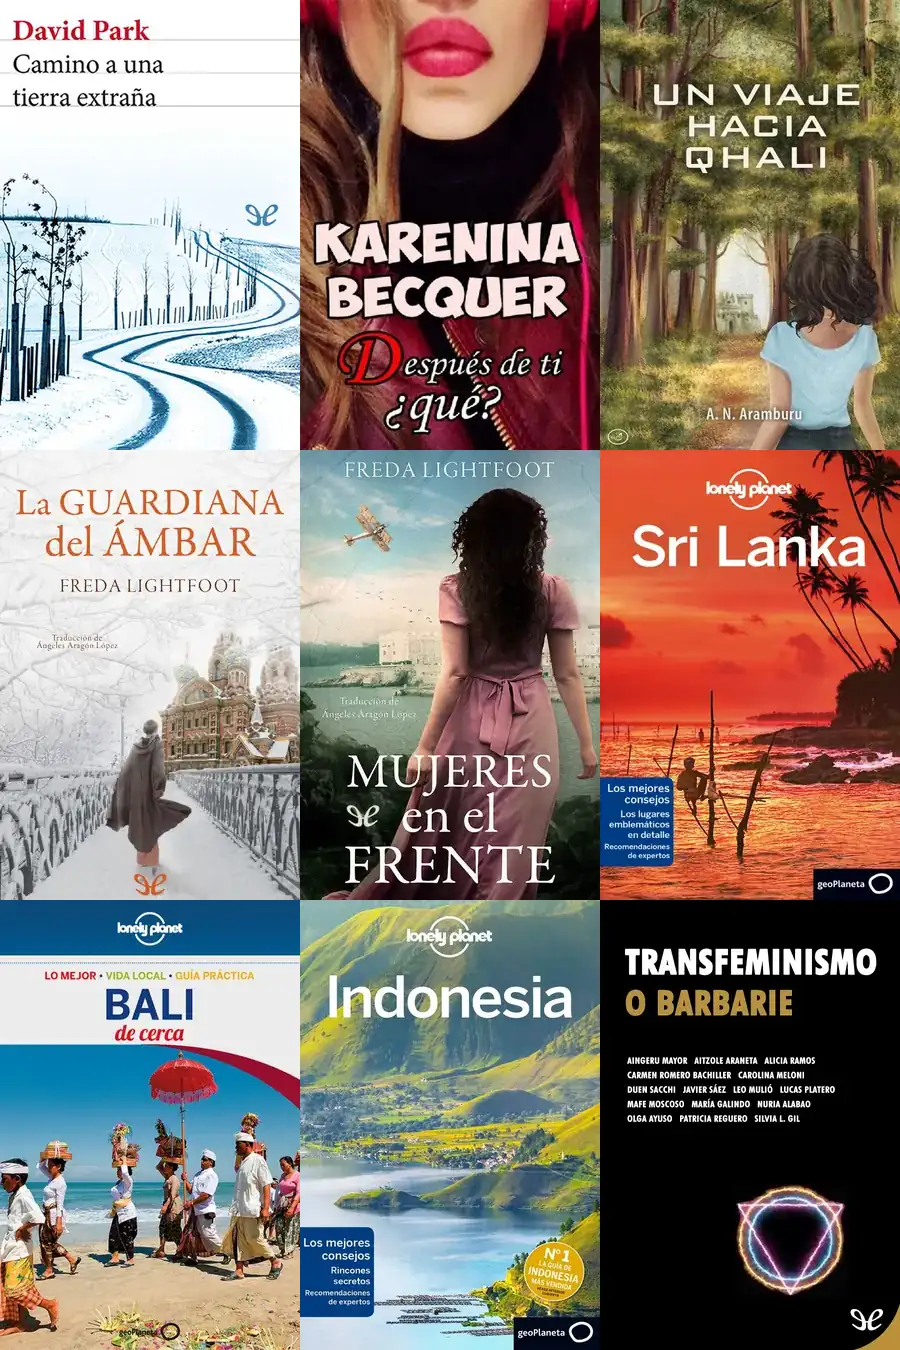 David Park
Camino a una
tierra extraña
KARENINA
BECQUER
Después de ti
¿qué?
UN VIAJE
HACIA
QHALI
A. N. Aramburu
La GUARDIANA
del ÁMBAR
FREDA LIGHTFOOT
Traducción de
Ángeles Aragón López
FREDA LIGHTFOOT
Traducción de
Ángeles Aragón López
MUJERES
en el
FRENTE
lonely planet
Sri Lanka
Los mejores
consejos
Los lugares
emblemáticos
en detalle
Recomendaciones
de expertos
geoPlaneta
lonely planet
LO MEJOR • VIDA LOCAL • GUÍA PRÁCTICA
BALI
de cerca
geoPlaneta
lonely planet
Indonesia
Los mejores
consejos
Rincones
secretos
Recomendaciones
de expertos
Nº1
LA GUÍA DE
INDONESIA
MÁS VENDIDA
geoPlaneta
TRANSFEMINISMO
O BARBARIE
AINGERU MAYOR AITZOLE ARANETA ALICIA RAMOS
CARMEN ROMERO BACHILLER CAROLINA MELONI
DUEN SACCHI JAVIER SÁEZ LEO MULIÓ LUCAS PLATERO
MAFE MOSCOSO MARÍA GALINDO NURIA ALABAO
OLGA AYUSO PATRICIA REGUERO SILVIA L. GIL